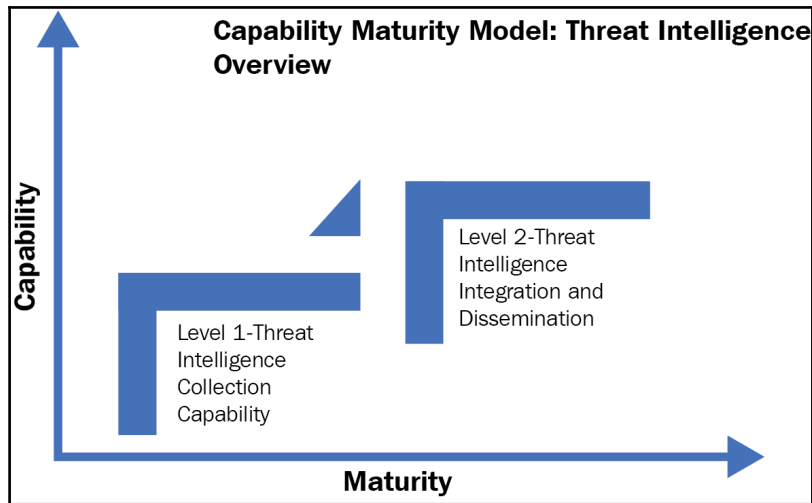 Capability Maturity Model: Threat Intelligence
Overview
Capability
Level 2-Threat
Intelligence
Integration and
Dissemination
Level 1-Threat
Intelligence
Collection
Capability
Maturity